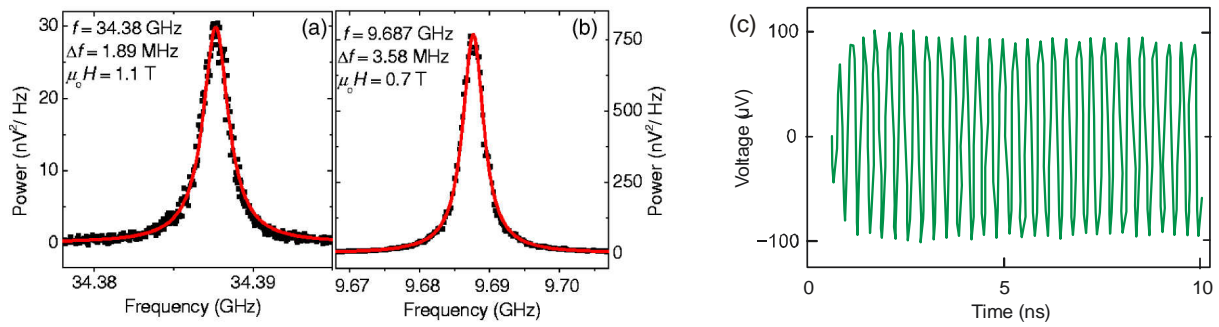 (a)
f = 34.38 GHz
Δf = 1.89 MHz
μ₀H = 1.1 T
30
20
10
0
Power (nV²/ Hz)
34.38
34.39
Frequency (GHz)
(b)
f = 9.687 GHz
Δf = 3.58 MHz
μ₀H = 0.7 T
750
500
250
0
Power (nV²/ Hz)
9.67
9.68
9.69
9.70
Frequency (GHz)
(c)
100
0
−100
Voltage (μV)
0
5
10
Time (ns)